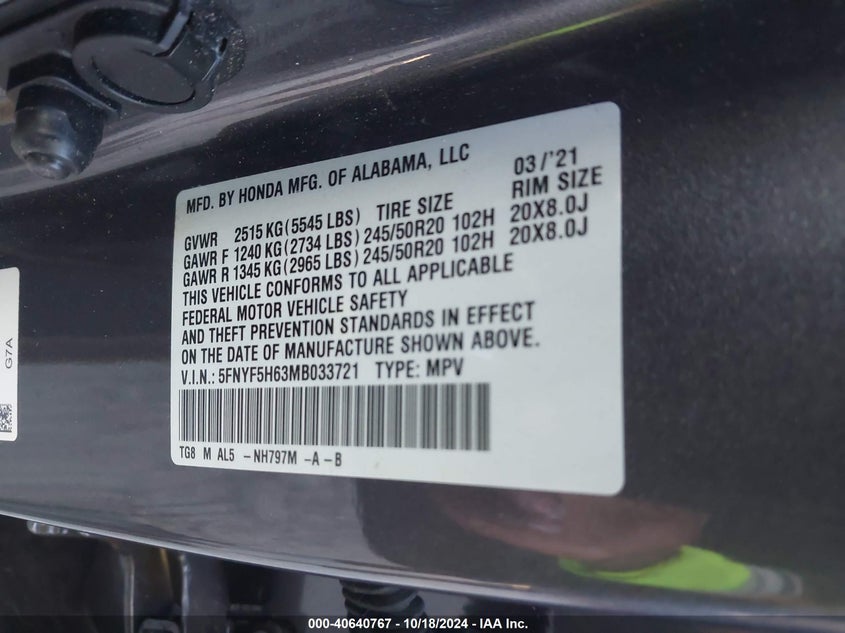 MFD. BY HONDA MFG. OF ALABAMA, LLC 03/'21
GVWR 2515 KG (5545 LBS) TIRE SIZE RIM SIZE
GAWR F 1240 KG (2734 LBS) 245/50R20 102H 20X8.0J
GAWR R 1345 KG (2965 LBS) 245/50R20 102H 20X8.0J
THIS VEHICLE CONFORMS TO ALL APPLICABLE
FEDERAL MOTOR VEHICLE SAFETY
AND THEFT PREVENTION STANDARDS IN EFFECT
ON THE DATE OF MANUFACTURE SHOWN ABOVE.
V.I.N.: 5FNYF5H63MB033721 TYPE: MPV
TG8 M AL5 -NH797M -A-B
G7A
000-40640767 - 10/18/2024 - IAA Inc.